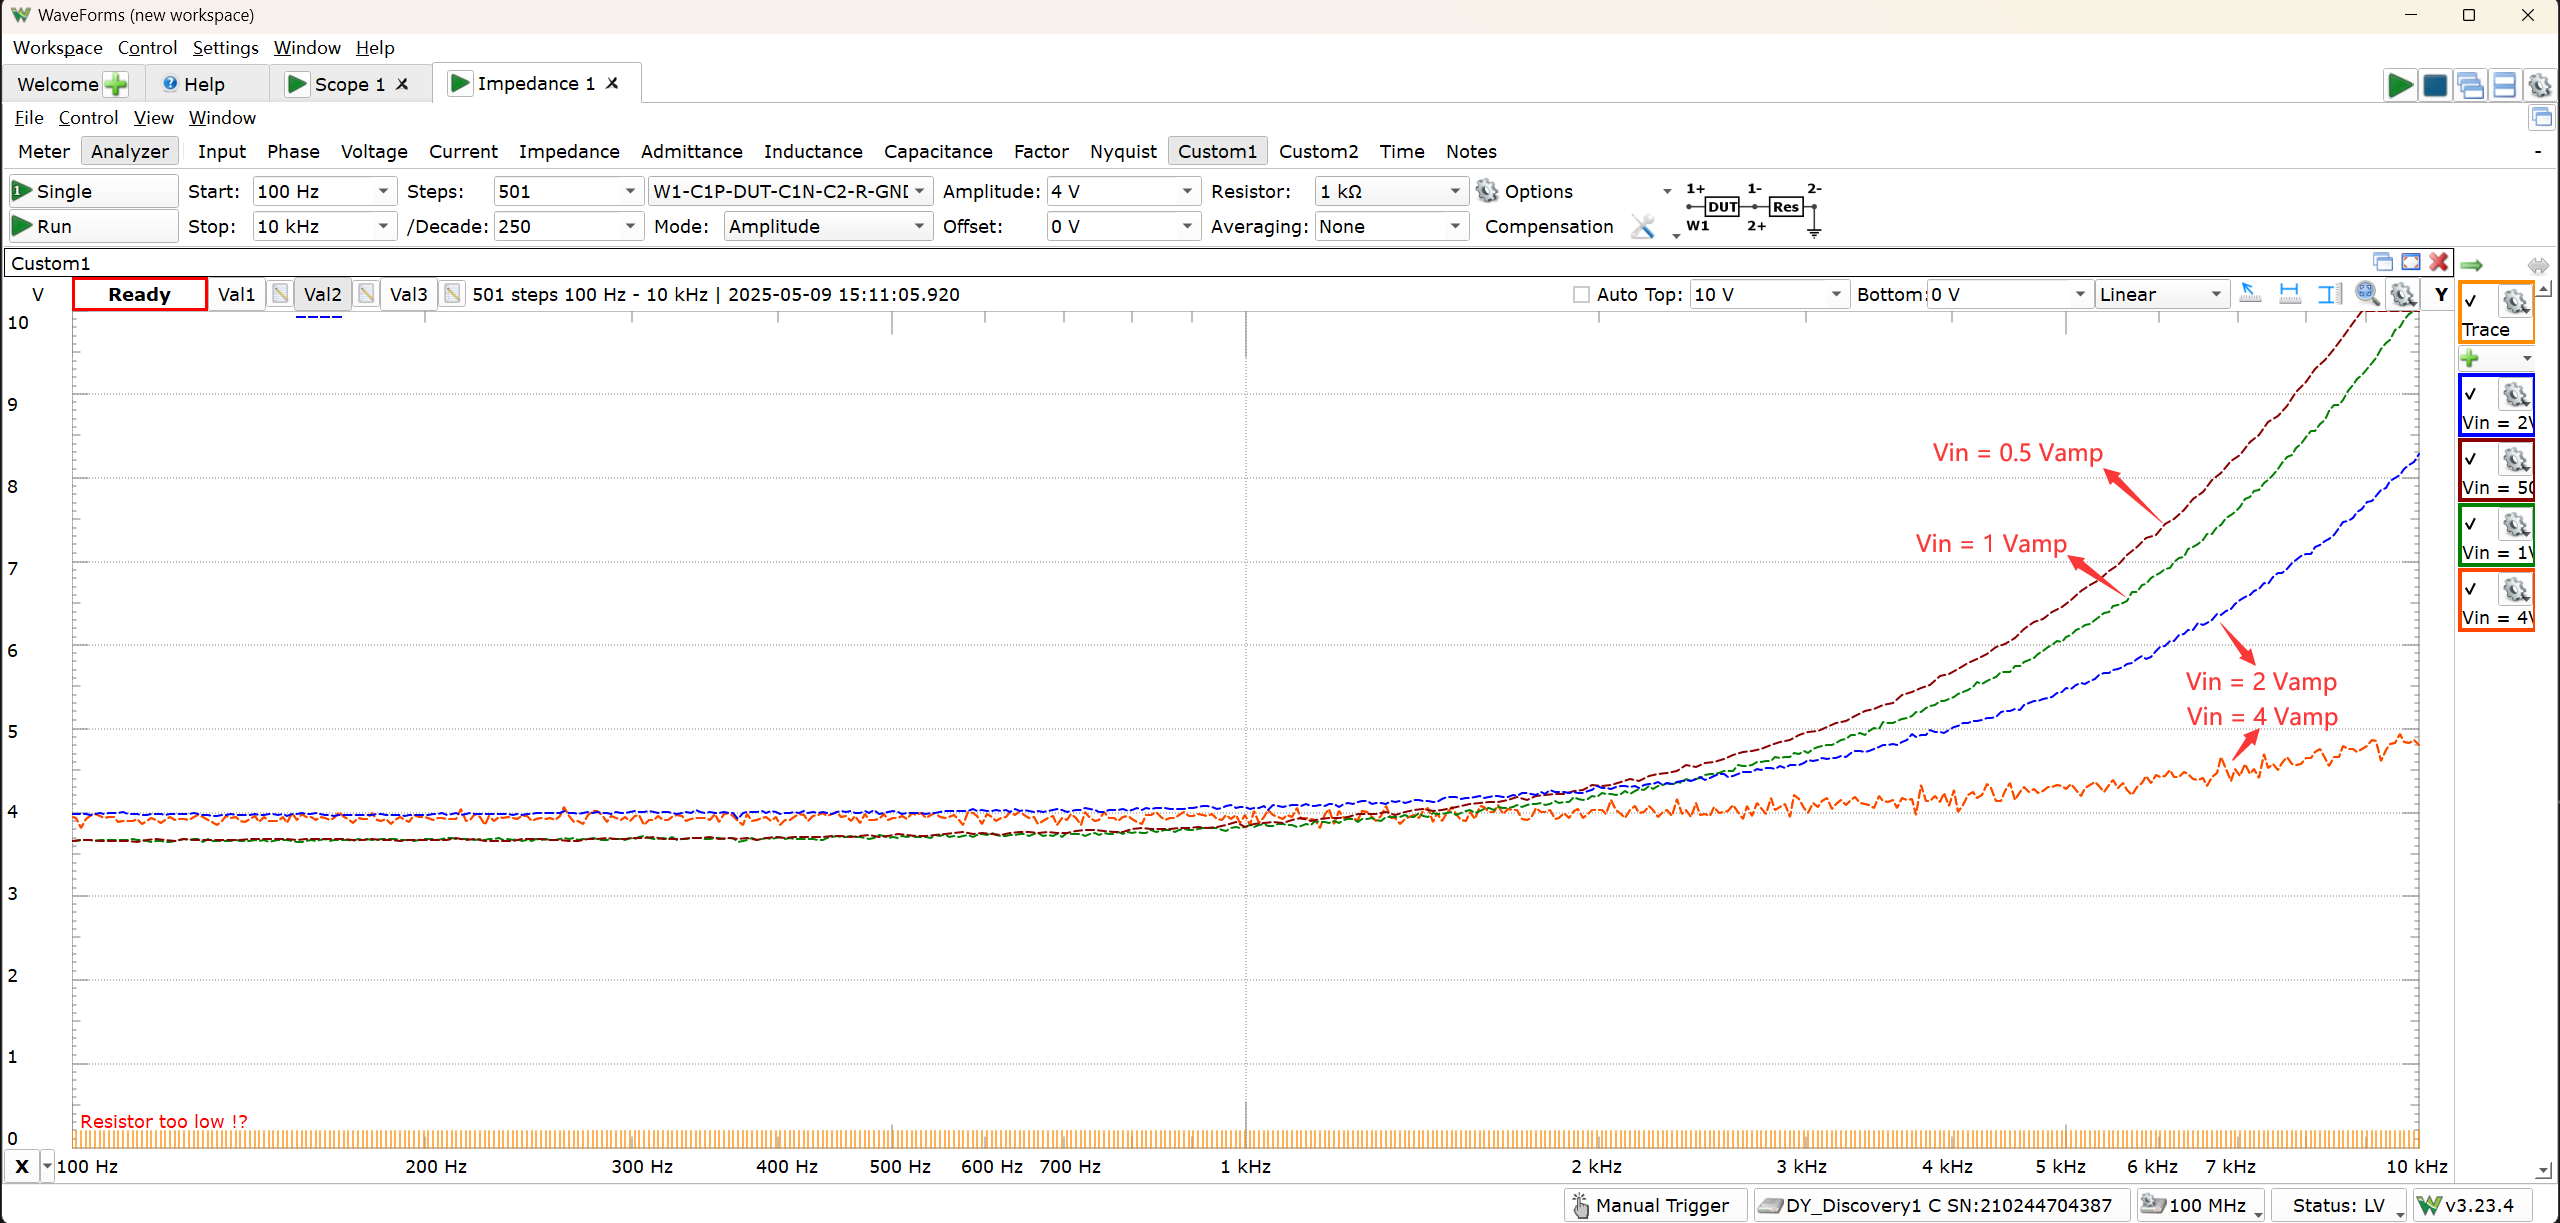 WaveForms (new workspace)
Workspace Control Settings Window Help
Welcome Help Scope 1 Impedance 1
File Control View Window
Meter Analyzer Input Phase Voltage Current Impedance Admittance Inductance Capacitance Factor Nyquist Custom1 Custom2 Time Notes
Single Start: 100 Hz Steps: 501 W1-C1P-DUT-C1N-C2-R-GND Amplitude: 4 V Resistor: 1 kΩ Options
1+ 1- 2-
DUT Res
Run Stop: 10 kHz /Decade: 250 Mode: Amplitude Offset: 0 V Averaging: None Compensation
W1 2+
Custom1
V Ready Val1 Val2 Val3 501 steps 100 Hz - 10 kHz | 2025-05-09 15:11:05.920 Auto Top: 10 V Bottom: 0 V Linear Y
10
9
8
7
6
5
4
3
2
1
0
Trace
Vin = 2V
Vin = 50
Vin = 1V
Vin = 4V
Vin = 0.5 Vamp
Vin = 1 Vamp
Vin = 2 Vamp
Vin = 4 Vamp
Resistor too low !?
X 100 Hz 200 Hz 300 Hz 400 Hz 500 Hz 600 Hz 700 Hz 1 kHz 2 kHz 3 kHz 4 kHz 5 kHz 6 kHz 7 kHz 10 kHz
Manual Trigger DY_Discovery1 C SN:210244704387 100 MHz Status: LV v3.23.4